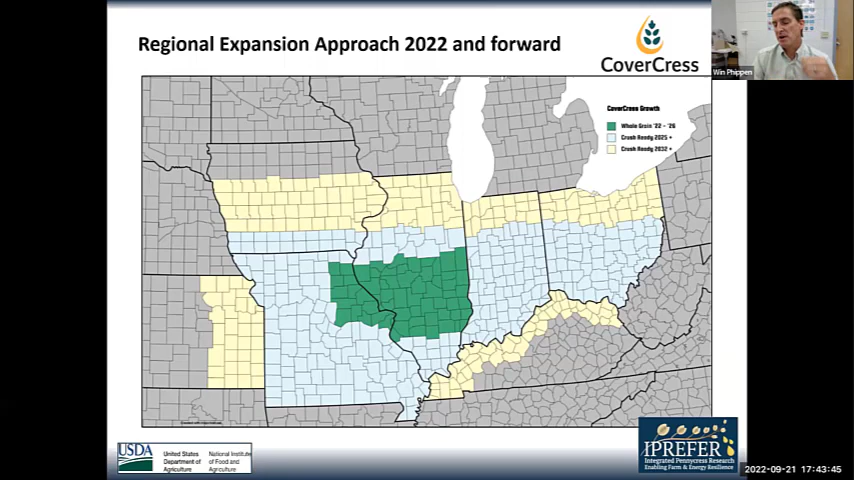 Regional Expansion Approach 2022 and forward
CoverCress
Win Phippen
CoverCress Growth
Whole Grain '22 - '26
Crush Ready 2025 +
Crush Ready 2032 +
USDA
United States
Department of
Agriculture
National Institute
of Food and
Agriculture
IPREFER
Integrated Pennycress Research
Enabling Farm & Energy Resilience
2022-09-21 17:43:45